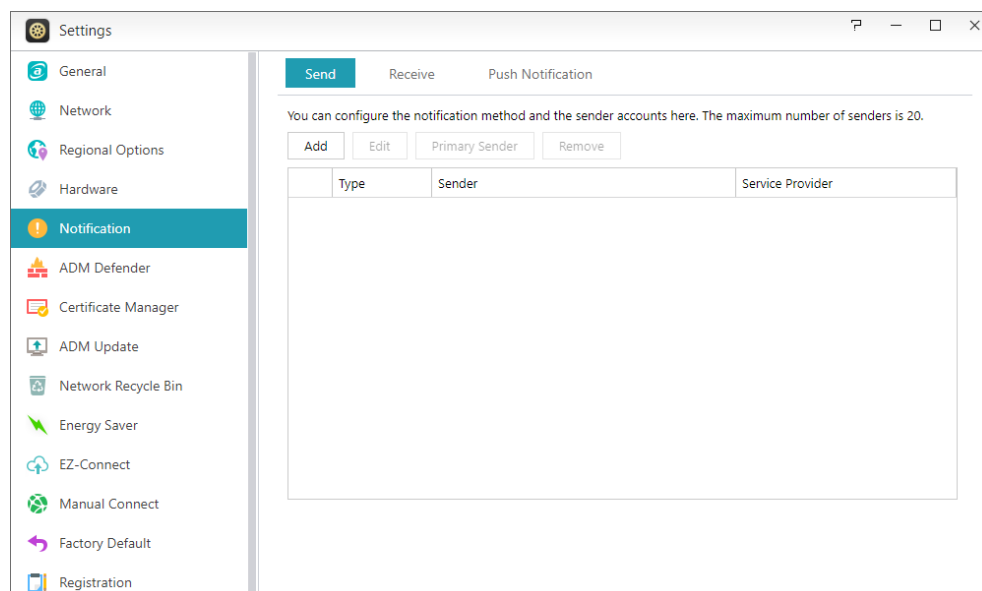 Settings
General
Network
Regional Options
Hardware
Notification
ADM Defender
Certificate Manager
ADM Update
Network Recycle Bin
Energy Saver
EZ-Connect
Manual Connect
Factory Default
Registration
Send Receive Push Notification
You can configure the notification method and the sender accounts here. The maximum number of senders is 20.
Add Edit Primary Sender Remove
Type Sender Service Provider